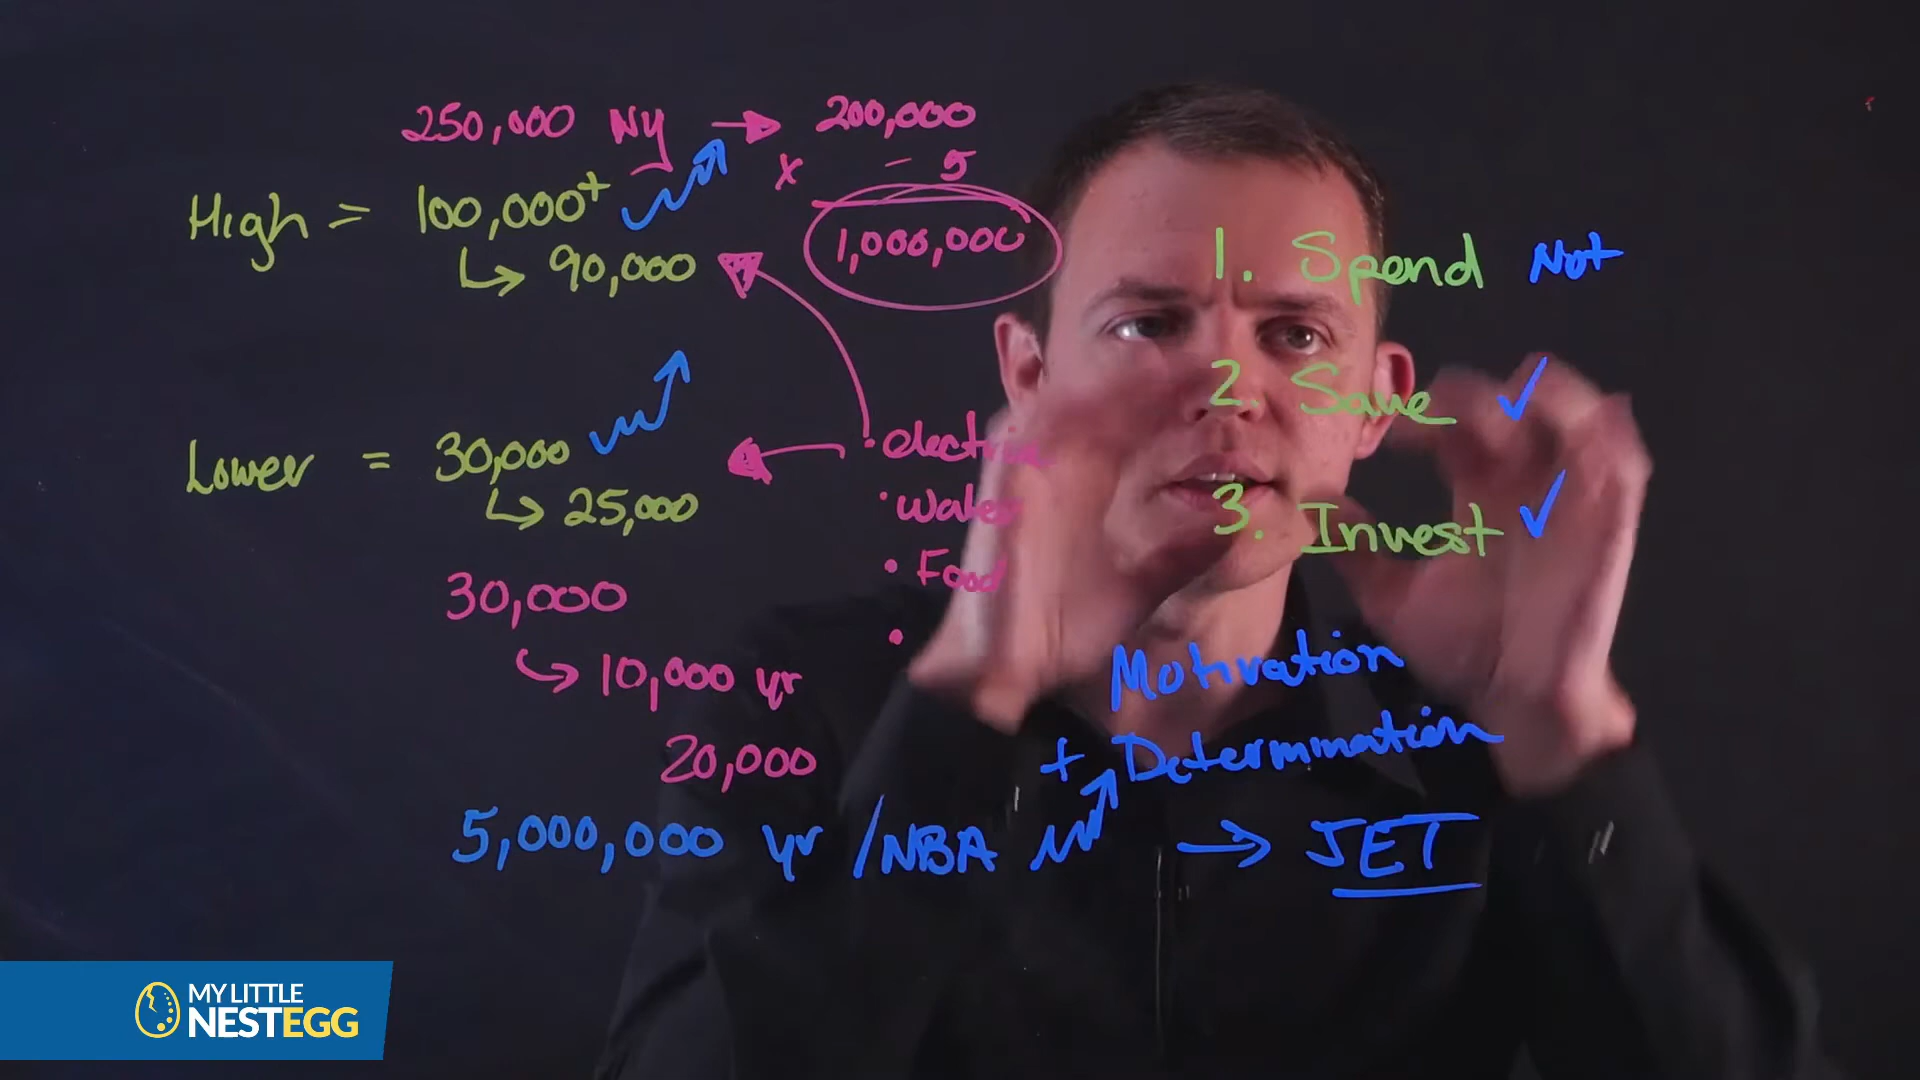 250,000 NY → 200,000
x - 5
1,000,000
High = 100,000+
↳ 90,000
Lower = 30,000
↳ 25,000
30,000
↳ 10,000 yr
20,000
• electric
• Water
• Food
•
5,000,000 yr /NBA → JET
1. Spend Not
2. Save ✓
3. Invest ✓
Motivation
+ Determination
MY LITTLE
NESTEGG